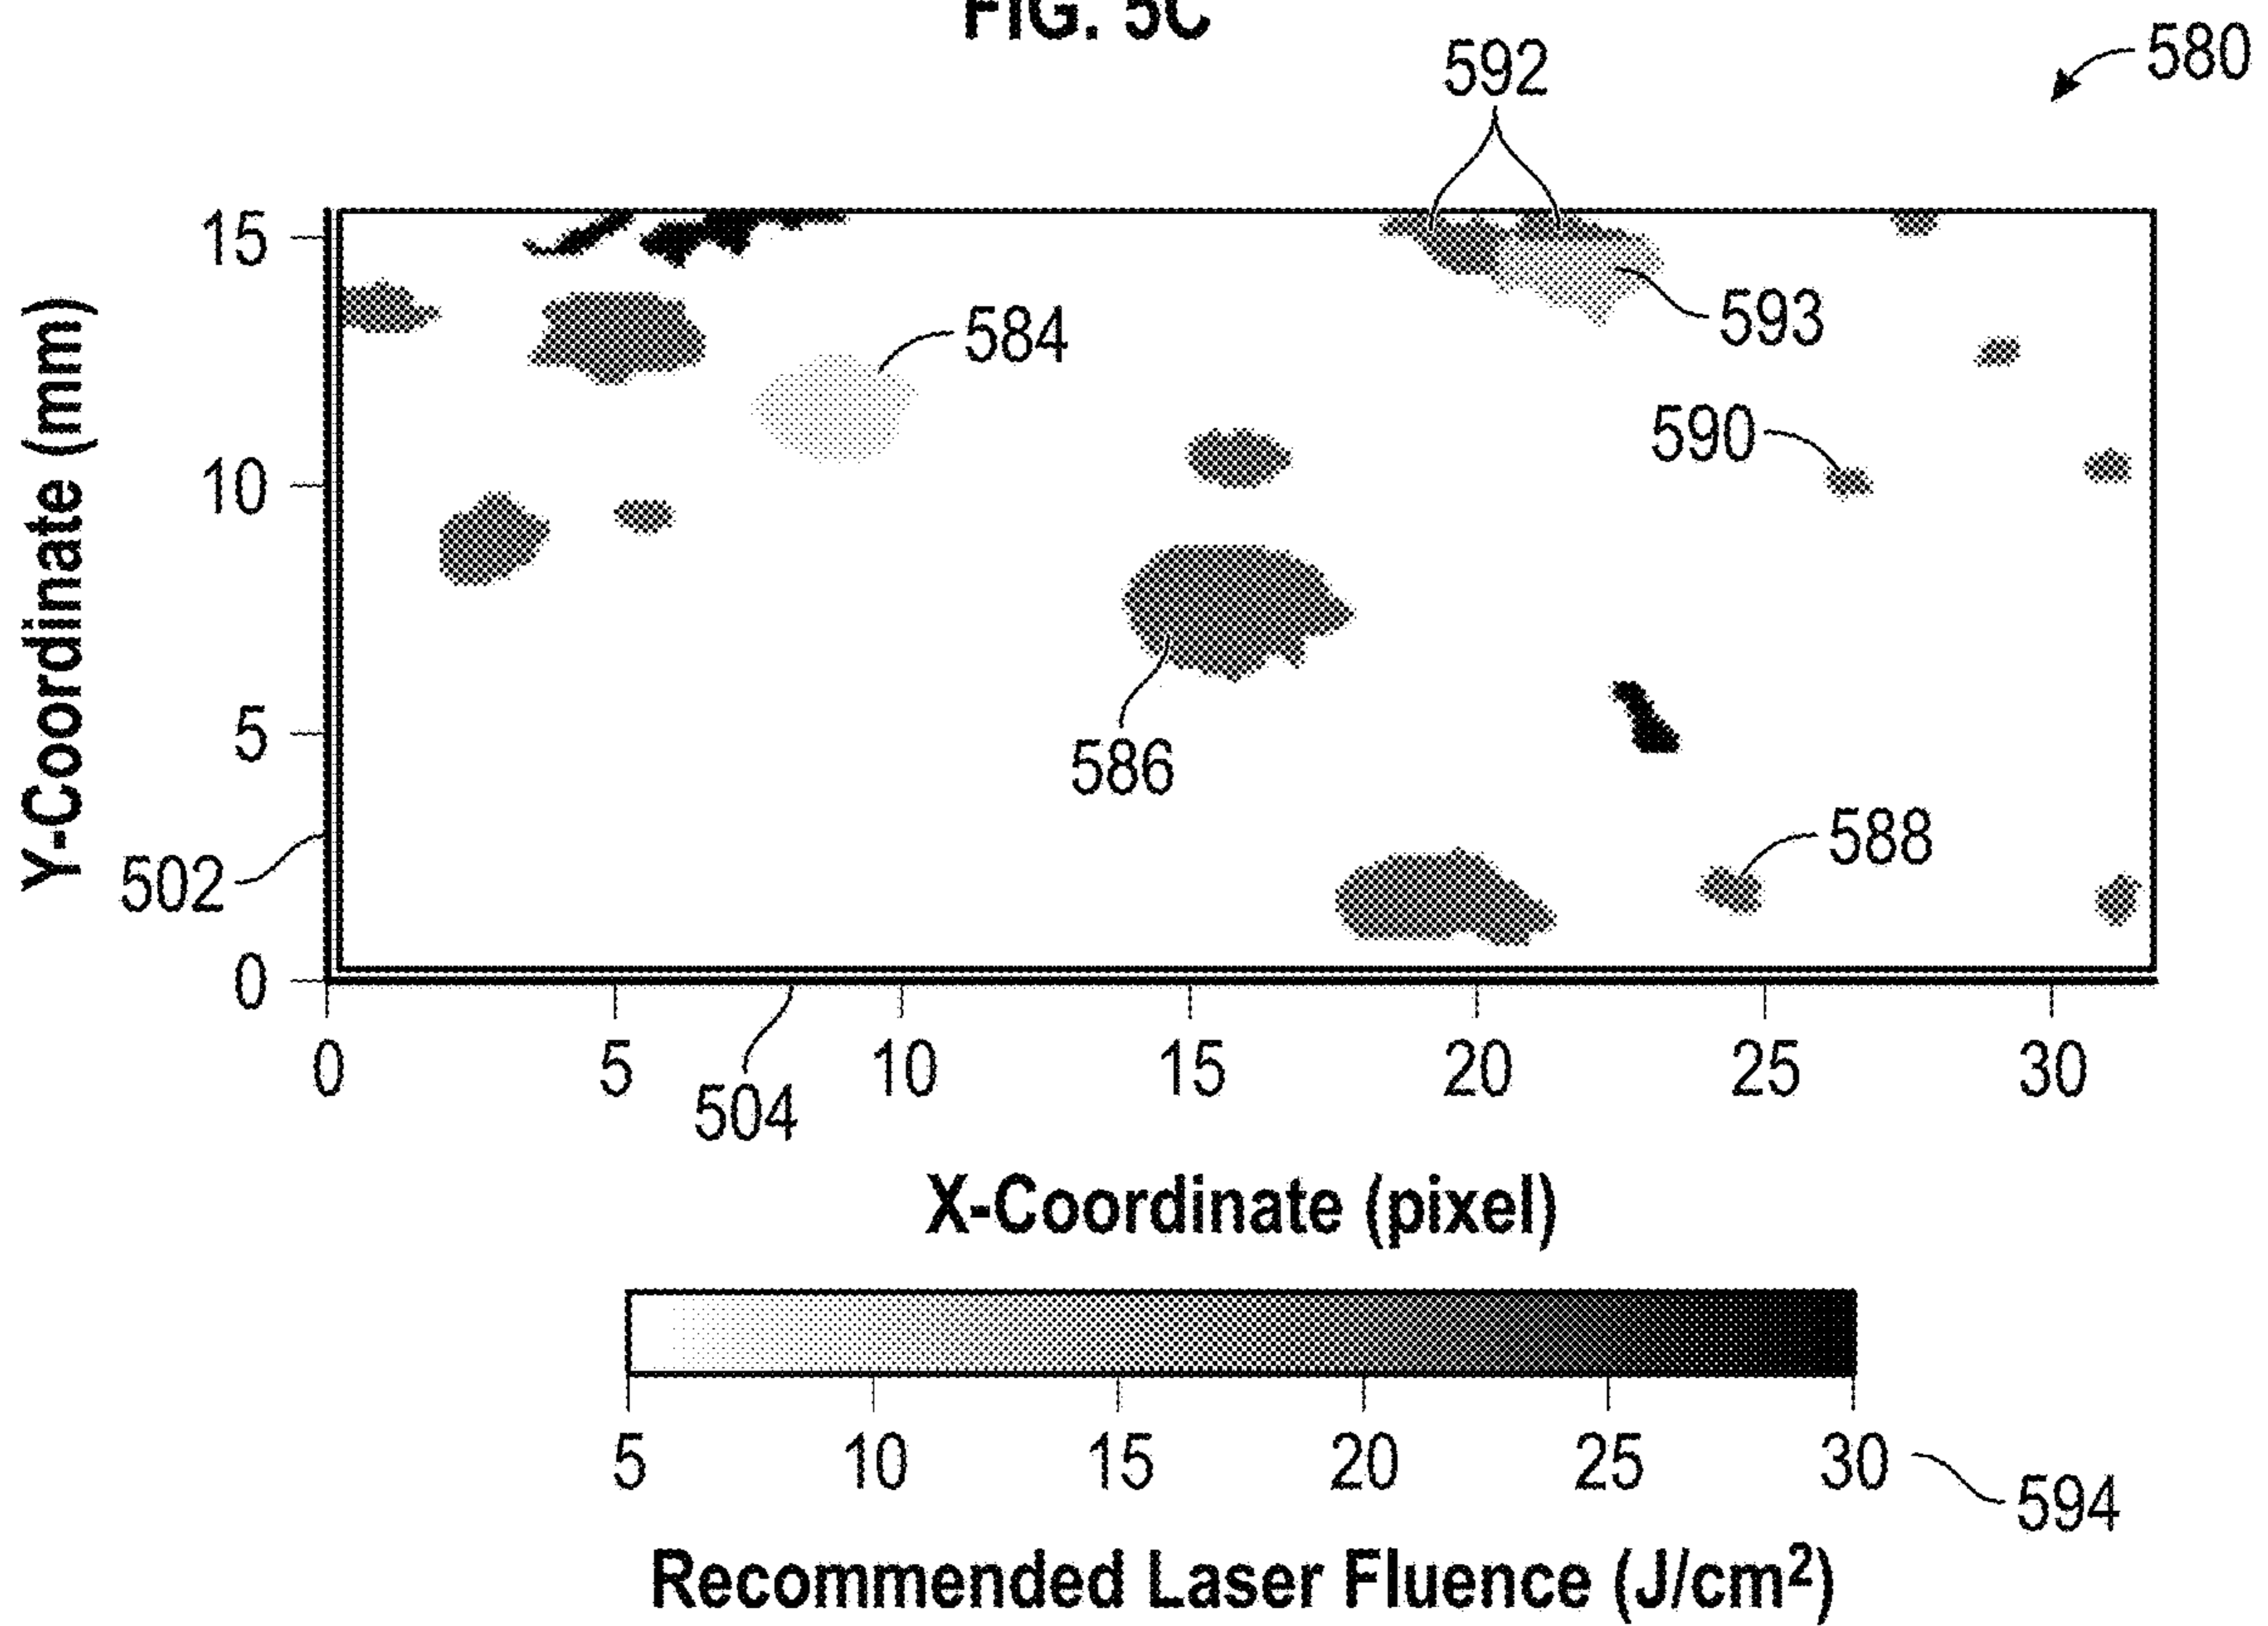 FIG. 5C
580
592
593
584
590
586
588
502
504
15
10
5
0
Y-Coordinate (mm)
0 5 10 15 20 25 30
X-Coordinate (pixel)
5 10 15 20 25 30
594
Recommended Laser Fluence (J/cm²)